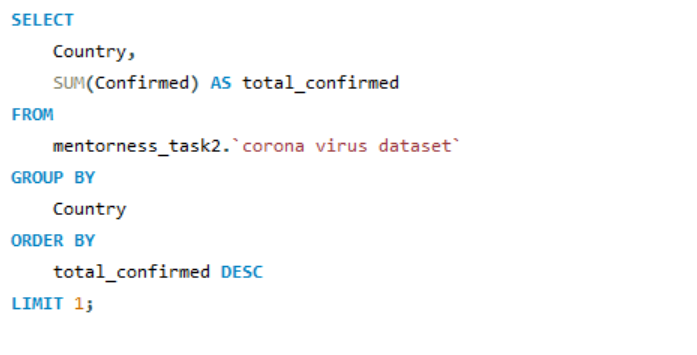 SELECT
Country,
SUM(Confirmed) AS total_confirmed
FROM
mentorness_task2.`corona virus dataset`
GROUP BY
Country
ORDER BY
total_confirmed DESC
LIMIT 1;